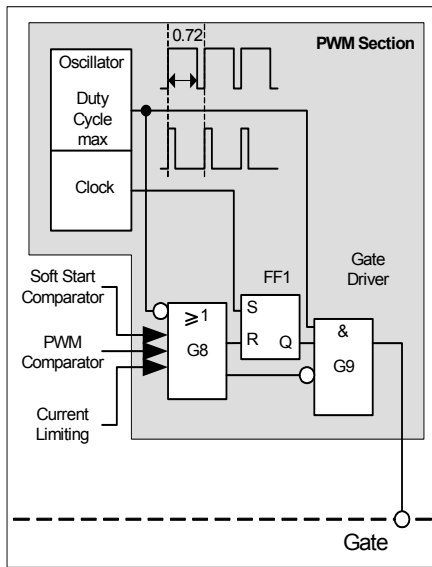 0.72
PWM Section
Oscillator
Duty
Cycle
max
Clock
Soft Start
Comparator
PWM
Comparator
Current
Limiting
FF1
S
R
Q
≥1
G8
Gate
Driver
&
G9
Gate